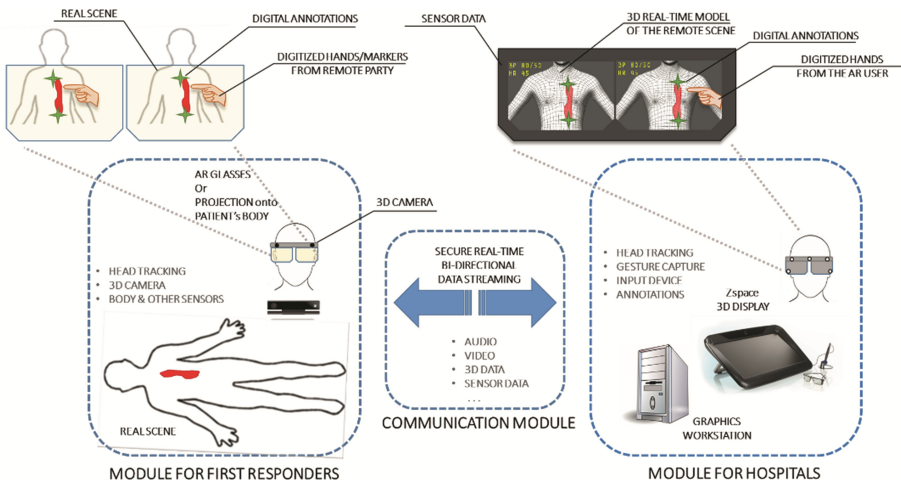 REAL SCENE
DIGITAL ANNOTATIONS
DIGITIZED HANDS/MARKERS
FROM REMOTE PARTY
SENSOR DATA
3D REAL-TIME MODEL
OF THE REMOTE SCENE
DIGITAL ANNOTATIONS
DIGITIZED HANDS
FROM THE AR USER
HR 45
AR GLASSES
Or
PROJECTION onto
PATIENT's BODY
3D CAMERA
• HEAD TRACKING
• 3D CAMERA
• BODY & OTHER SENSORS
REAL SCENE
MODULE FOR FIRST RESPONDERS
SECURE REAL-TIME
BI-DIRECTIONAL
DATA STREAMING
• AUDIO
• VIDEO
• 3D DATA
• SENSOR DATA
...
COMMUNICATION MODULE
• HEAD TRACKING
• GESTURE CAPTURE
• INPUT DEVICE
• ANNOTATIONS
Zspace
3D DISPLAY
GRAPHICS
WORKSTATION
MODULE FOR HOSPITALS